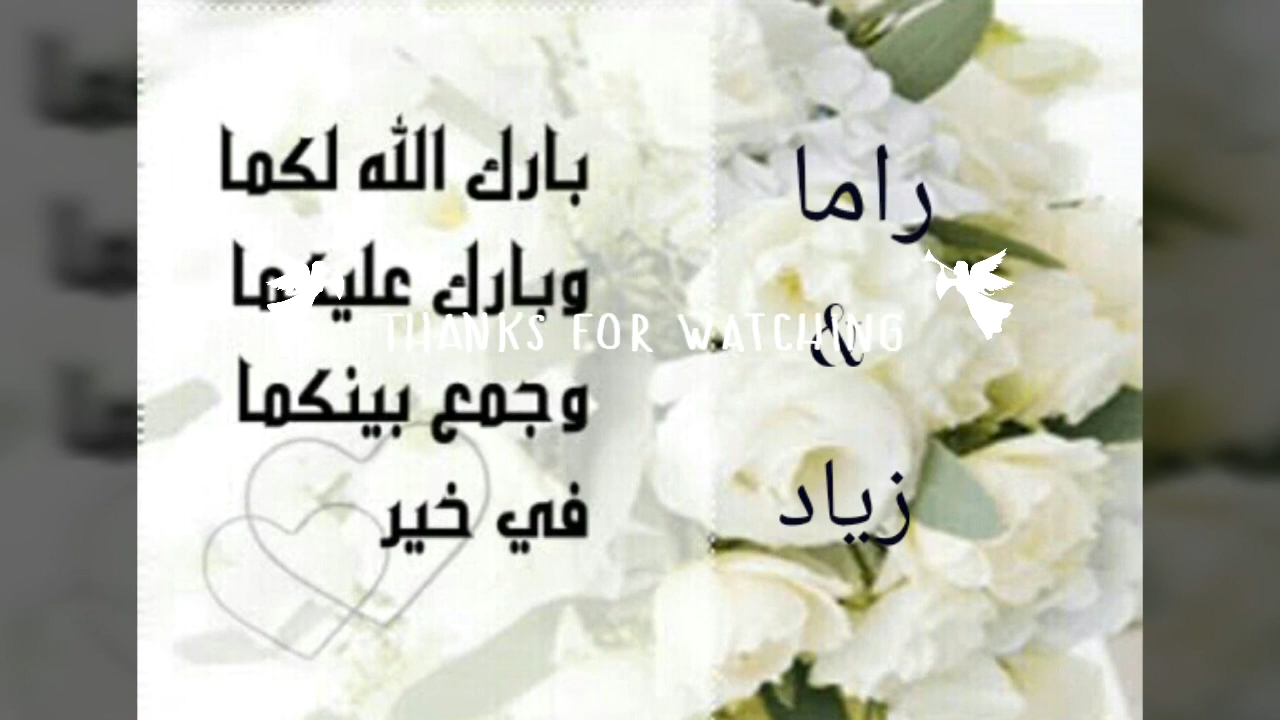 بارك الله لكما
وبارك عليكما
وجمع بينكما
في خير
راما
&
زياد
THANKS FOR WATCHING